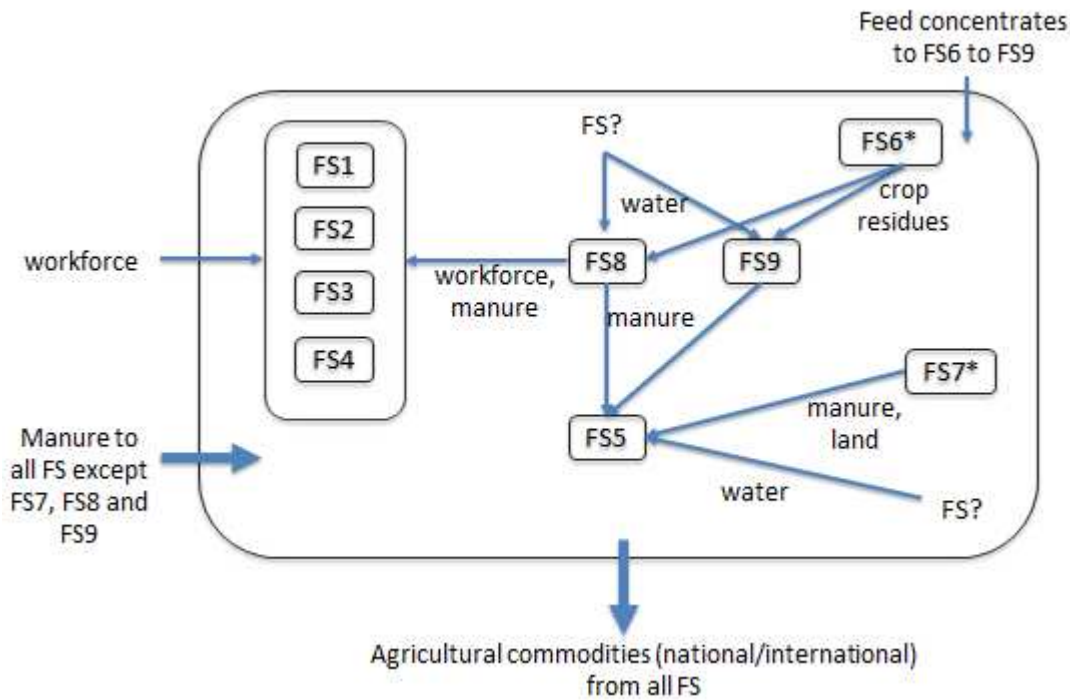 Feed concentrates
to FS6 to FS9
FS?
FS6*
FS1
crop
residues
water
FS2
workforce
FS8
FS9
workforce,
manure
FS3
manure
FS4
FS7*
manure,
land
Manure to
all FS except
FS7, FS8 and
FS9
FS5
water
FS?
Agricultural commodities (national/international)
from all FS